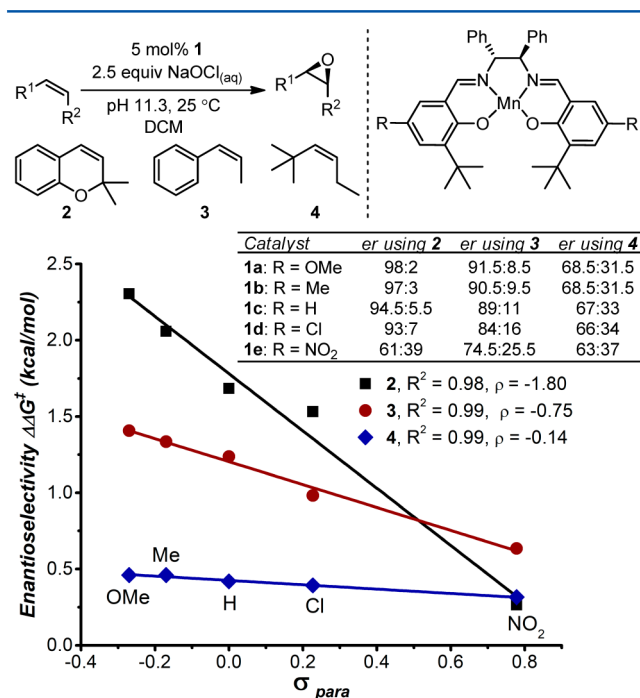 5 mol% 1
2.5 equiv NaOCl(aq)
pH 11.3, 25 °C
DCM
R1
R2
O
R1
R2
Ph
Ph
N
N
Mn
R
O
O
R
O
2
3
4
Catalyst er using 2 er using 3 er using 4
1a: R = OMe 98:2 91.5:8.5 68.5:31.5
1b: R = Me 97:3 90.5:9.5 68.5:31.5
1c: R = H 94.5:5.5 89:11 67:33
1d: R = Cl 93:7 84:16 66:34
1e: R = NO2 61:39 74.5:25.5 63:37
2, R2 = 0.98, ρ = -1.80
3, R2 = 0.99, ρ = -0.75
4, R2 = 0.99, ρ = -0.14
Enantioselectivity ΔΔG‡ (kcal/mol)
2.5
2.0
1.5
1.0
0.5
0.0
OMe
Me
H
Cl
NO2
-0.4 -0.2 0.0 0.2 0.4 0.6 0.8 1.0
σ para